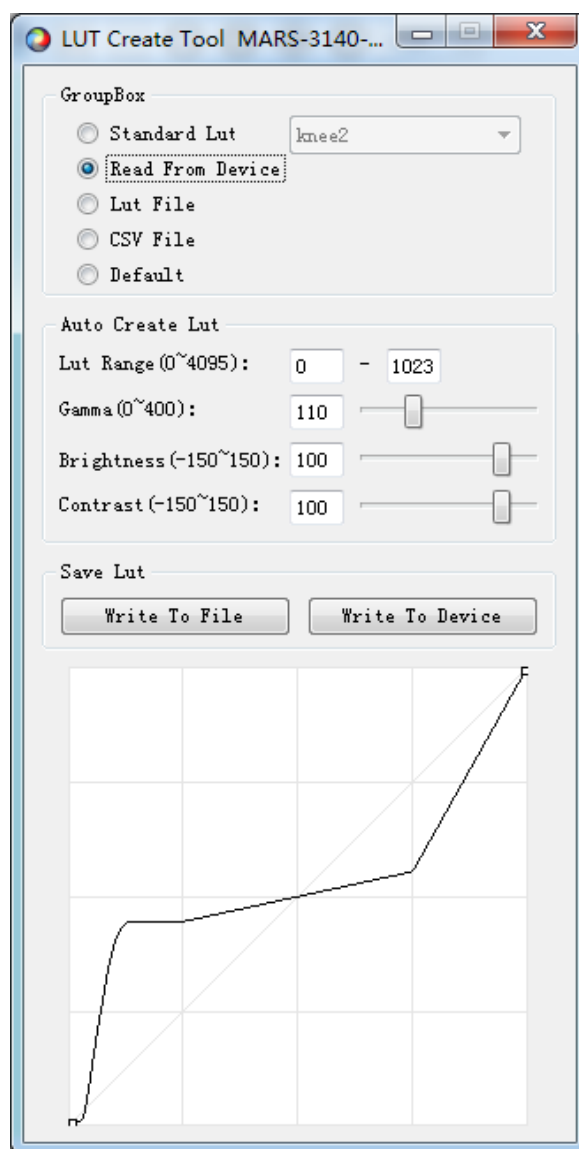 LUT Create Tool MARS-3140-...
GroupBox
Standard Lut knee2
Read From Device
Lut File
CSV File
Default
Auto Create Lut
Lut Range(0~4095): 0 - 1023
Gamma(0~400): 110
Brightness(-150~150): 100
Contrast(-150~150): 100
Save Lut
Write To File Write To Device